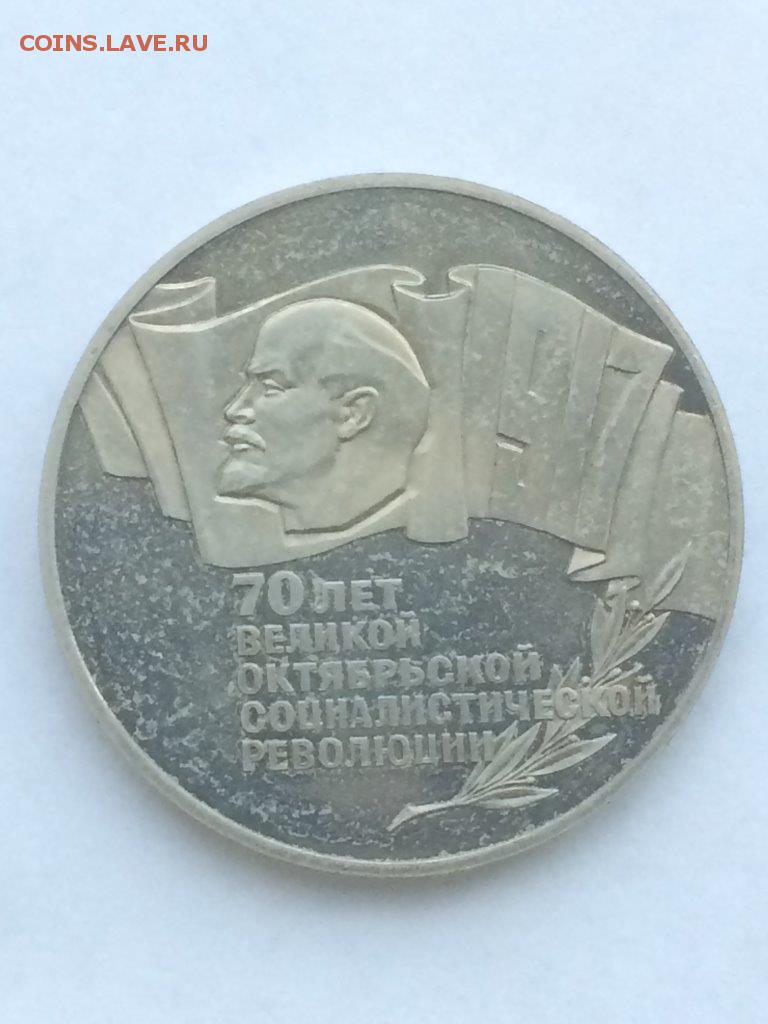 COINS.LAVE.RU
1917
70 ЛЕТ
ВЕЛИКОЙ
ОКТЯБРЬСКОЙ
СОЦИАЛИСТИЧЕСКОЙ
РЕВОЛЮЦИИ